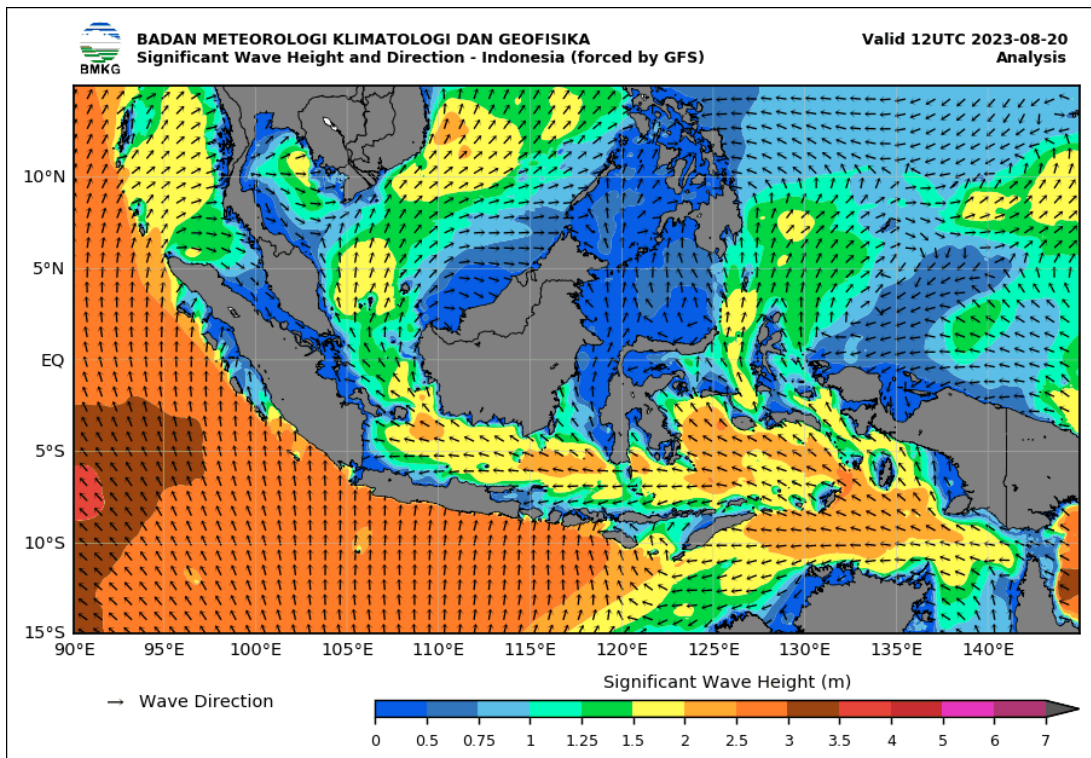 BADAN METEOROLOGI KLIMATOLOGI DAN GEOFISIKA
Significant Wave Height and Direction - Indonesia (forced by GFS)
Valid 12UTC 2023-08-20
Analysis
BMKG
10°N
5°N
EQ
5°S
10°S
15°S
90°E 95°E 100°E 105°E 110°E 115°E 120°E 125°E 130°E 135°E 140°E
Wave Direction
Significant Wave Height (m)
0 0.5 0.75 1 1.25 1.5 2 2.5 3 3.5 4 5 6 7